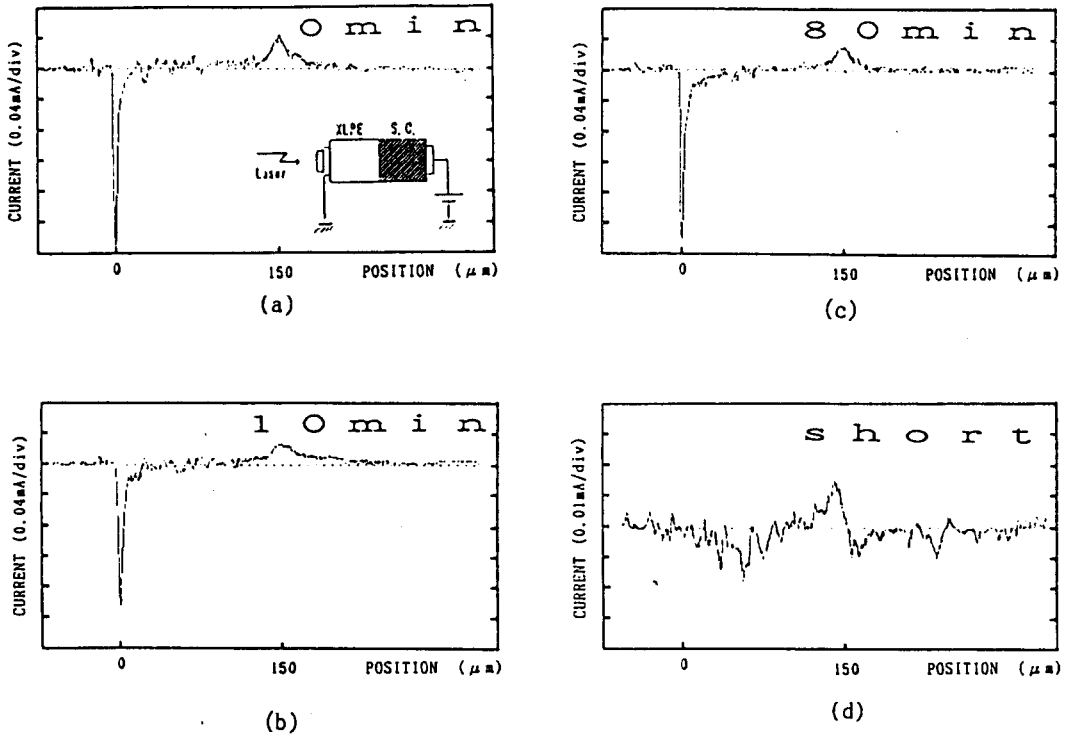 0min
CURRENT (0.04mA/div)
XLPE S.C.
Laser
0 150 POSITION (μm)
(a)
80min
CURRENT (0.04mA/div)
0 150 POSITION (μm)
(c)
10min
CURRENT (0.04mA/div)
0 150 POSITION (μm)
(b)
short
CURRENT (0.01mA/div)
0 150 POSITION (μm)
(d)